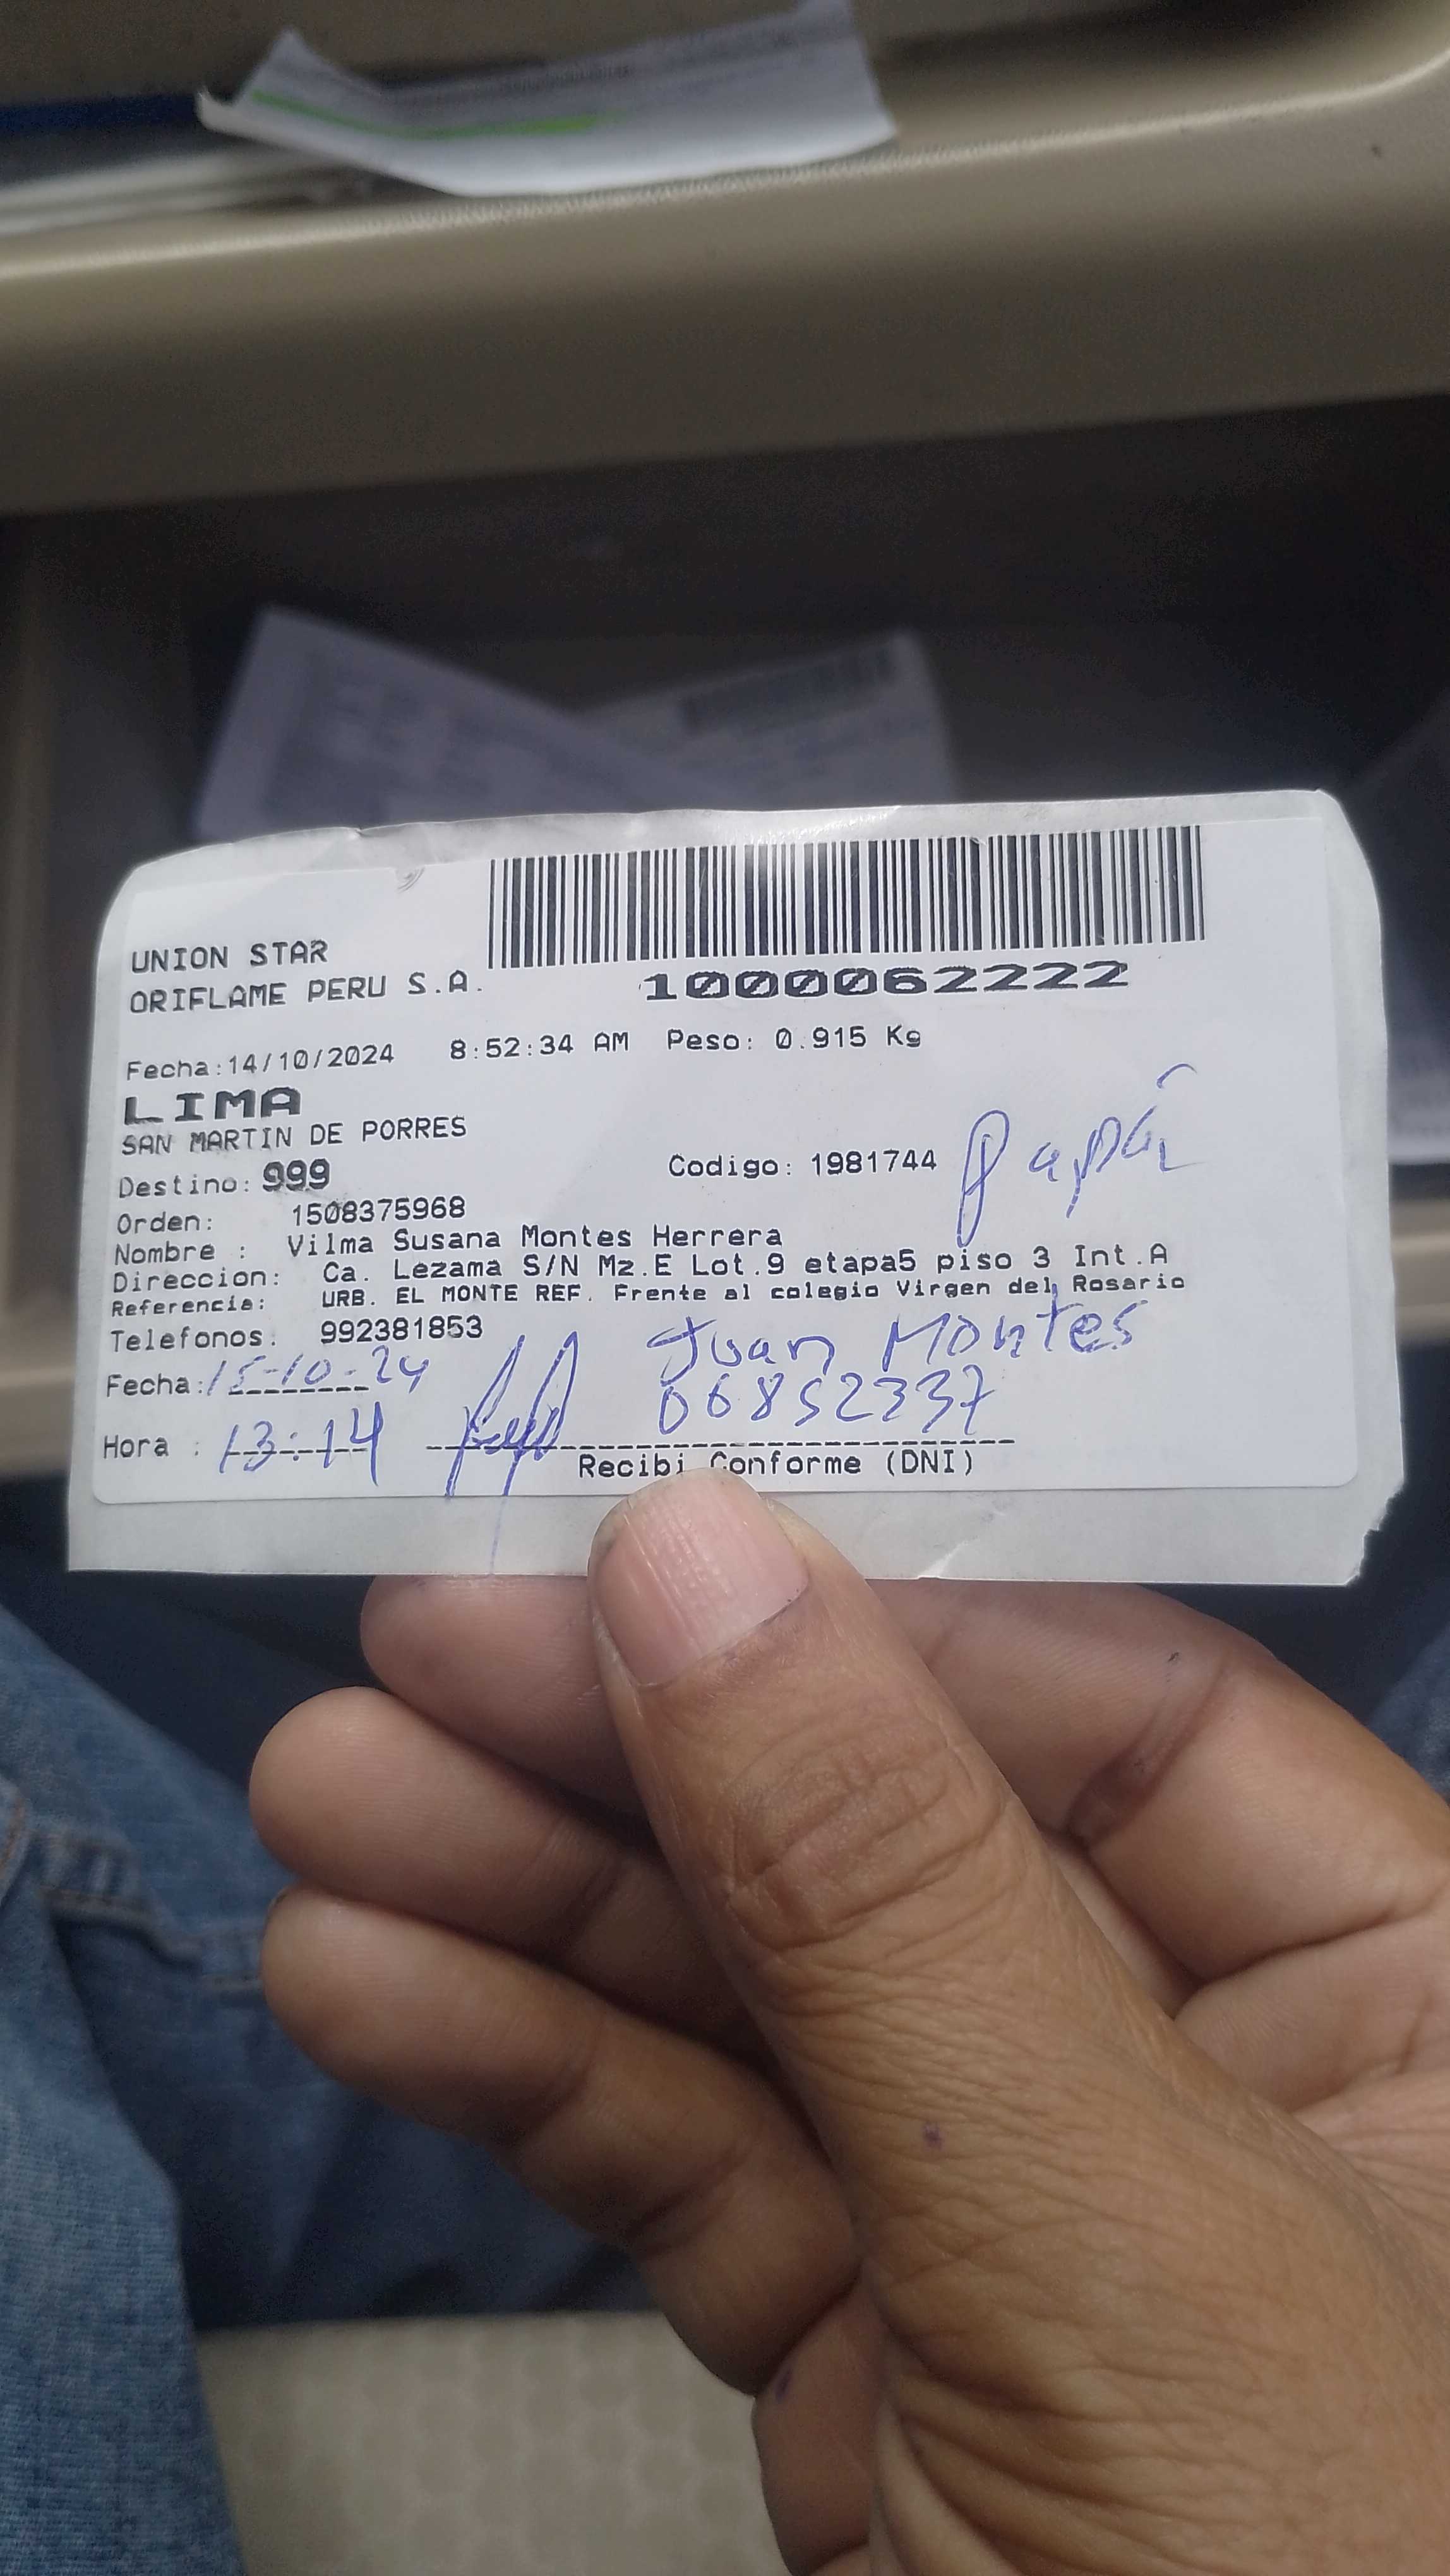 UNION STAR
ORIFLAME PERU S.A.
1000062222
Fecha:14/10/2024 8:52:34 AM Peso: 0.915 Kg
LIMA
SAN MARTIN DE PORRES
Destino: 999 Codigo: 1981744 Papá
Orden: 1508375968
Nombre : Vilma Susana Montes Herrera
Direccion: Ca. Lezama S/N Mz.E Lot.9 etapa5 piso 3 Int.A
Referencia: URB. EL MONTE REF. Frente al colegio Virgen del Rosario
Telefonos: 992381853 Juan Montes
Fecha: 15-10-24 06852337
Hora : 13:14
Recibi Conforme (DNI)